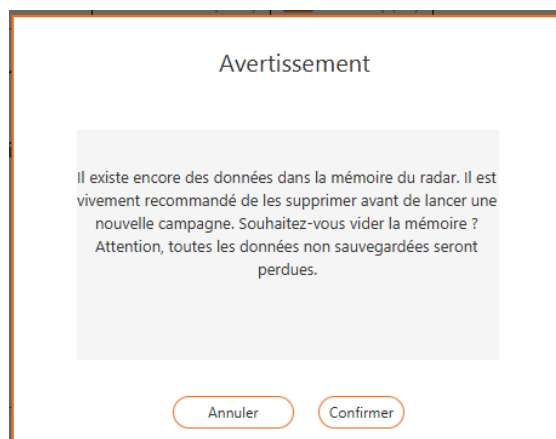 Avertissement
Il existe encore des données dans la mémoire du radar. Il est
vivement recommandé de les supprimer avant de lancer une
nouvelle campagne. Souhaitez-vous vider la mémoire ?
Attention, toutes les données non sauvegardées seront
perdues.
Annuler
Confirmer